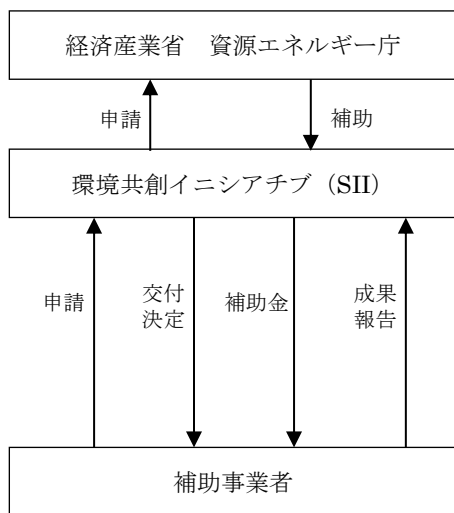 経済産業省　資源エネルギー庁
申請
補助
環境共創イニシアチブ（SII）
申請
交付
決定
補助金
成果
報告
補助事業者